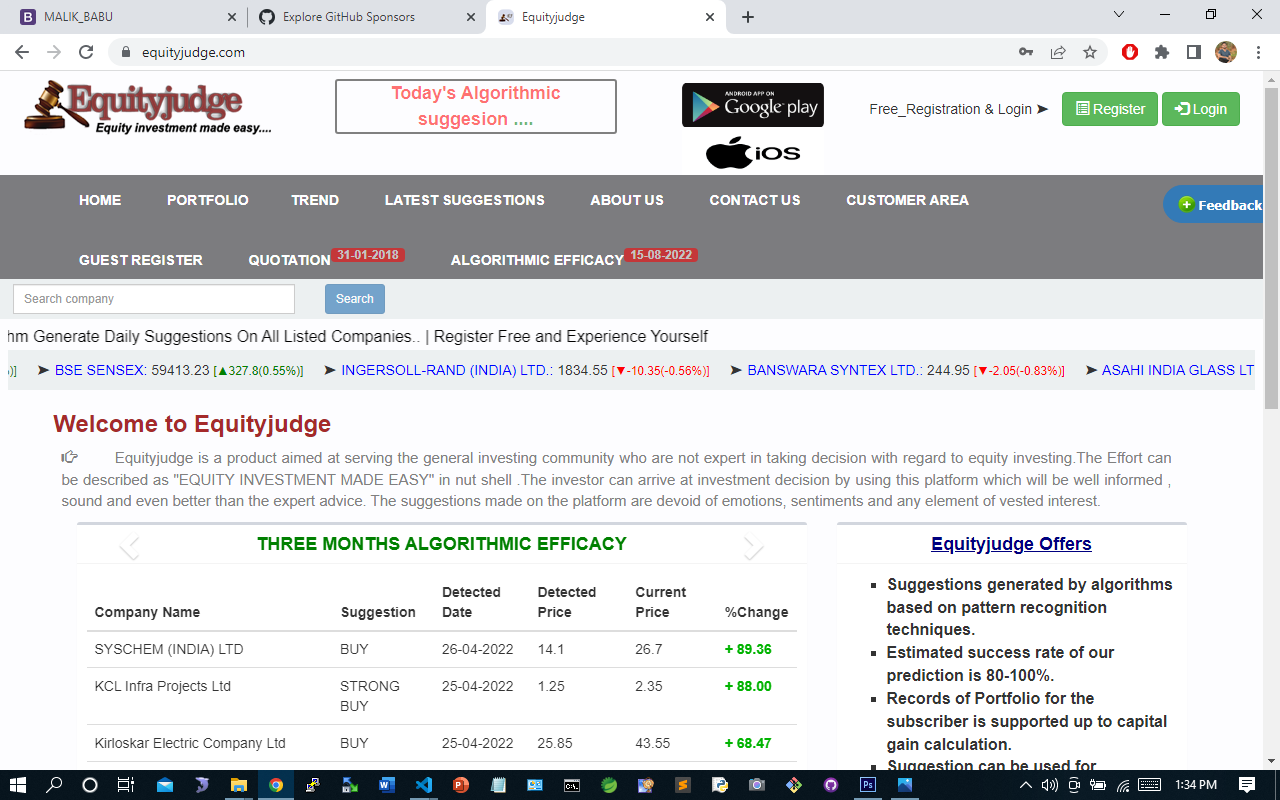 MALIK_BABU
Explore GitHub Sponsors
Equityjudge
equityjudge.com
Equityjudge
Equity investment made easy....
Today's Algorithmic
suggesion ....
ANDROID APP ON
Google play
iOS
Free_Registration & Login ➤
Register
Login
HOME PORTFOLIO TREND LATEST SUGGESTIONS ABOUT US CONTACT US CUSTOMER AREA
Feedback
GUEST REGISTER QUOTATION 31-01-2018 ALGORITHMIC EFFICACY 15-08-2022
Search company
Search
hm Generate Daily Suggestions On All Listed Companies.. | Register Free and Experience Yourself
)] ➤ BSE SENSEX: 59413.23 [▲327.8(0.55%)] ➤ INGERSOLL-RAND (INDIA) LTD.: 1834.55 [▼-10.35(-0.56%)] ➤ BANSWARA SYNTEX LTD.: 244.95 [▼-2.05(-0.83%)] ➤ ASAHI INDIA GLASS LT
Welcome to Equityjudge
Equityjudge is a product aimed at serving the general investing community who are not expert in taking decision with regard to equity investing.The Effort can
be described as "EQUITY INVESTMENT MADE EASY" in nut shell .The investor can arrive at investment decision by using this platform which will be well informed ,
sound and even better than the expert advice. The suggestions made on the platform are devoid of emotions, sentiments and any element of vested interest.
THREE MONTHS ALGORITHMIC EFFICACY
Company Name Suggestion Detected Date Detected Price Current Price %Change
SYSCHEM (INDIA) LTD BUY 26-04-2022 14.1 26.7 + 89.36
KCL Infra Projects Ltd STRONG BUY 25-04-2022 1.25 2.35 + 88.00
Kirloskar Electric Company Ltd BUY 25-04-2022 25.85 43.55 + 68.47
Equityjudge Offers
Suggestions generated by algorithms
based on pattern recognition
techniques.
Estimated success rate of our
prediction is 80-100%.
Records of Portfolio for the
subscriber is supported up to capital
gain calculation.
Suggestion can be used for
1:34 PM